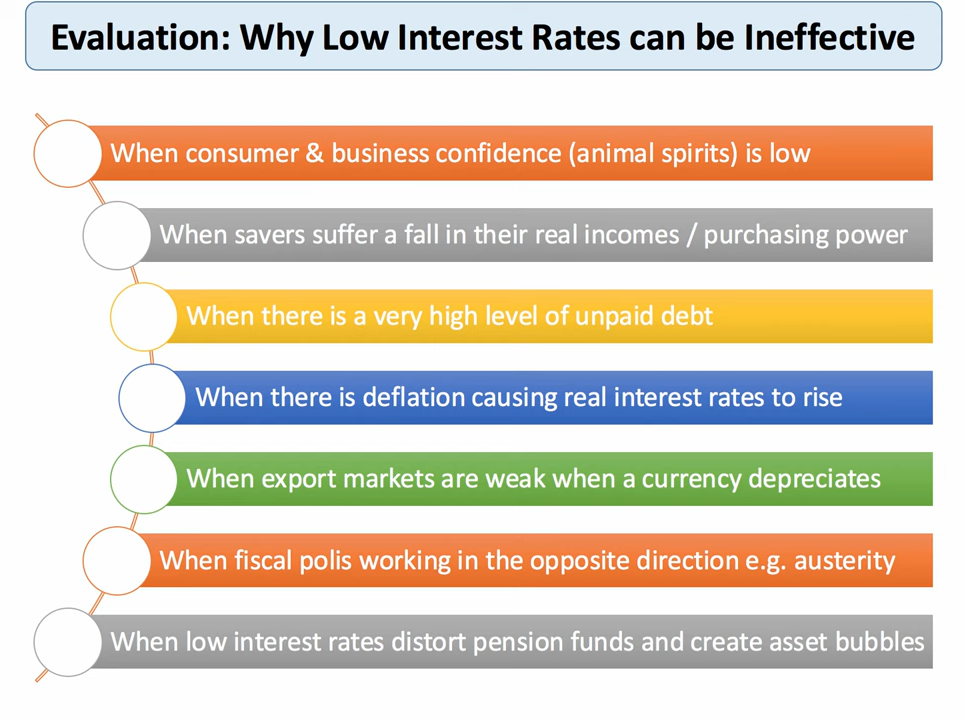 Evaluation: Why Low Interest Rates can be Ineffective
When consumer & business confidence (animal spirits) is low
When savers suffer a fall in their real incomes / purchasing power
When there is a very high level of unpaid debt
When there is deflation causing real interest rates to rise
When export markets are weak when a currency depreciates
When fiscal polis working in the opposite direction e.g. austerity
When low interest rates distort pension funds and create asset bubbles